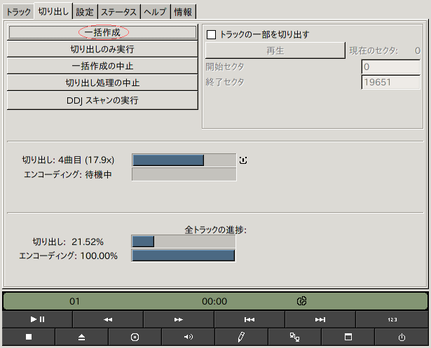 トラック 切り出し 設定 ステータス ヘルプ 情報
一括作成
切り出しのみ実行
一括作成の中止
切り出し処理の中止
DDJ スキャンの実行
トラックの一部を切り出す
再生 現在のセクタ: 0
開始セクタ 0
終了セクタ 19651
切り出し: 4曲目 (17.9x)
エンコーディング: 待機中
全トラックの進捗:
切り出し: 21.52%
エンコーディング: 100.00%
01 00:00
123